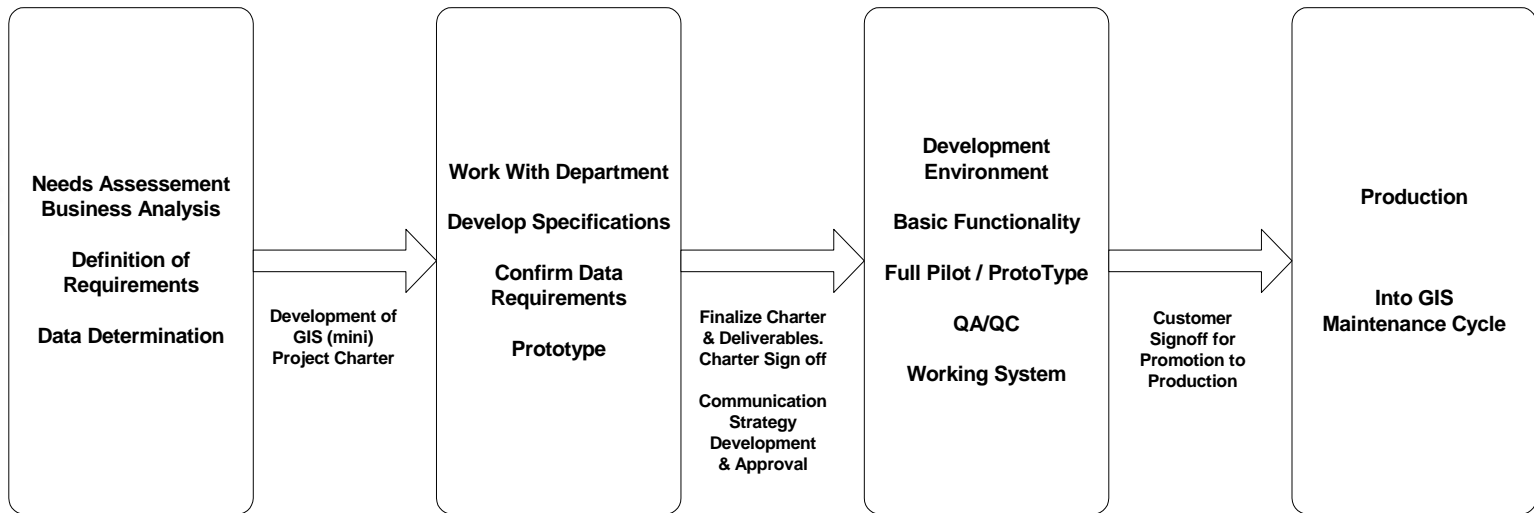 Needs Assessement
Business Analysis
Definition of
Requirements
Data Determination
Development of
GIS (mini)
Project Charter
Work With Department
Develop Specifications
Confirm Data
Requirements
Prototype
Finalize Charter
& Deliverables.
Charter Sign off
Communication
Strategy
Development
& Approval
Development
Environment
Basic Functionality
Full Pilot / ProtoType
QA/QC
Working System
Customer
Signoff for
Promotion to
Production
Production
Into GIS
Maintenance Cycle